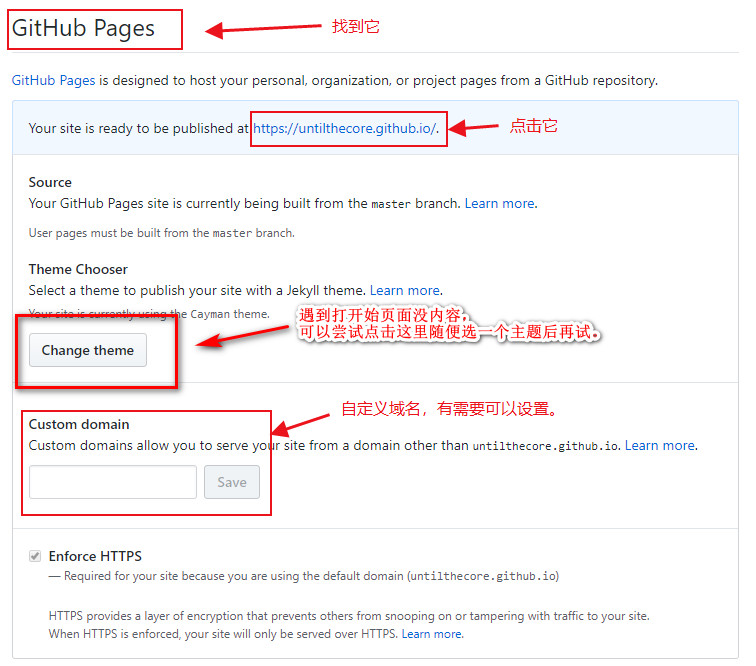 GitHub Pages
找到它
GitHub Pages is designed to host your personal, organization, or project pages from a GitHub repository.
Your site is ready to be published at https://untilthecore.github.io/.
点击它
Source
Your GitHub Pages site is currently being built from the master branch. Learn more.
User pages must be built from the master branch.
Theme Chooser
Select a theme to publish your site with a Jekyll theme. Learn more.
Your site is currently using the Cayman theme.
遇到打开始页面没内容,
可以尝试点击这里随便选一个主题后再试。
Change theme
自定义域名，有需要可以设置。
Custom domain
Custom domains allow you to serve your site from a domain other than untilthecore.github.io. Learn more.
Save
Enforce HTTPS
— Required for your site because you are using the default domain (untilthecore.github.io)
HTTPS provides a layer of encryption that prevents others from snooping on or tampering with traffic to your site.
When HTTPS is enforced, your site will only be served over HTTPS. Learn more.